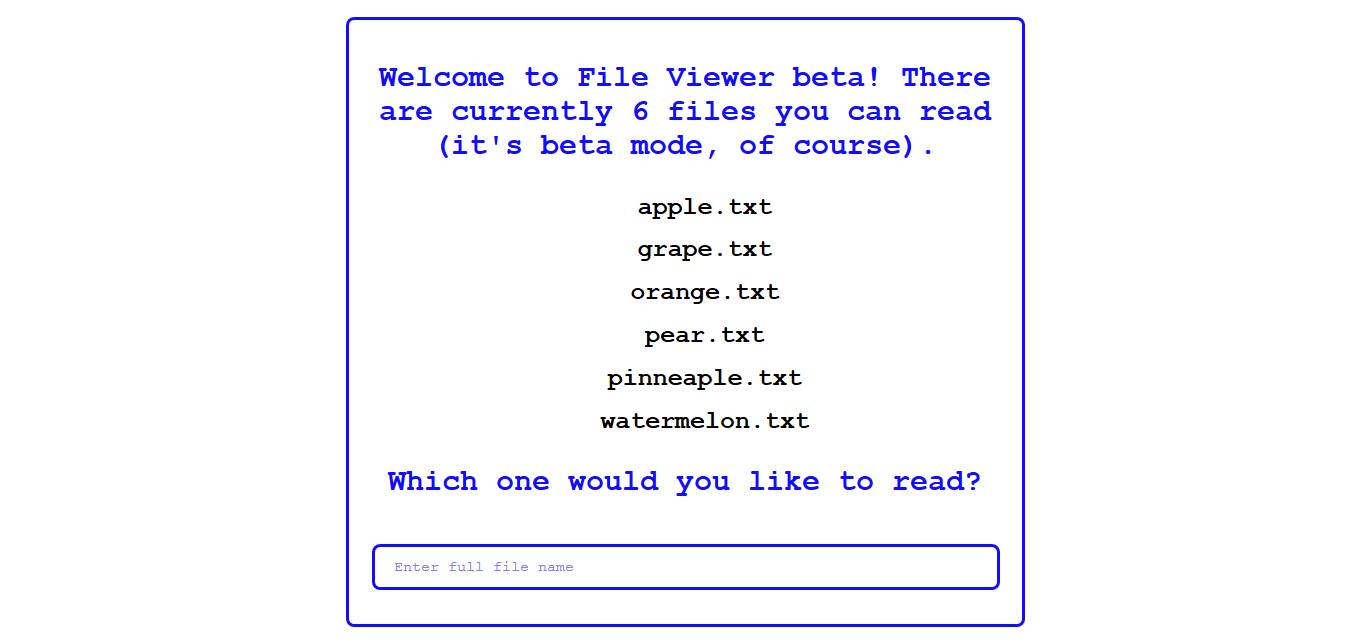 Welcome to File Viewer beta! There
are currently 6 files you can read
(it's beta mode, of course).
apple.txt
grape.txt
orange.txt
pear.txt
pinneaple.txt
watermelon.txt
Which one would you like to read?
Enter full file name